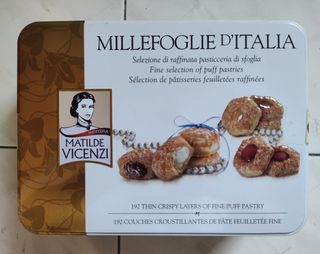 MILLEFOGLIE D'ITALIA
Selezione di raffinata pasticceria di sfoglia
Fine selection of puff pastries
Sélection de pâtisseries feuilletées raffinées
MATILDE
VICENZI
192 THIN CRISPY LAYERS OF FINE PUFF PASTRY
192 COUCHES CROUSTILLANTES DE PÂTE FEUILLETÉE FINE